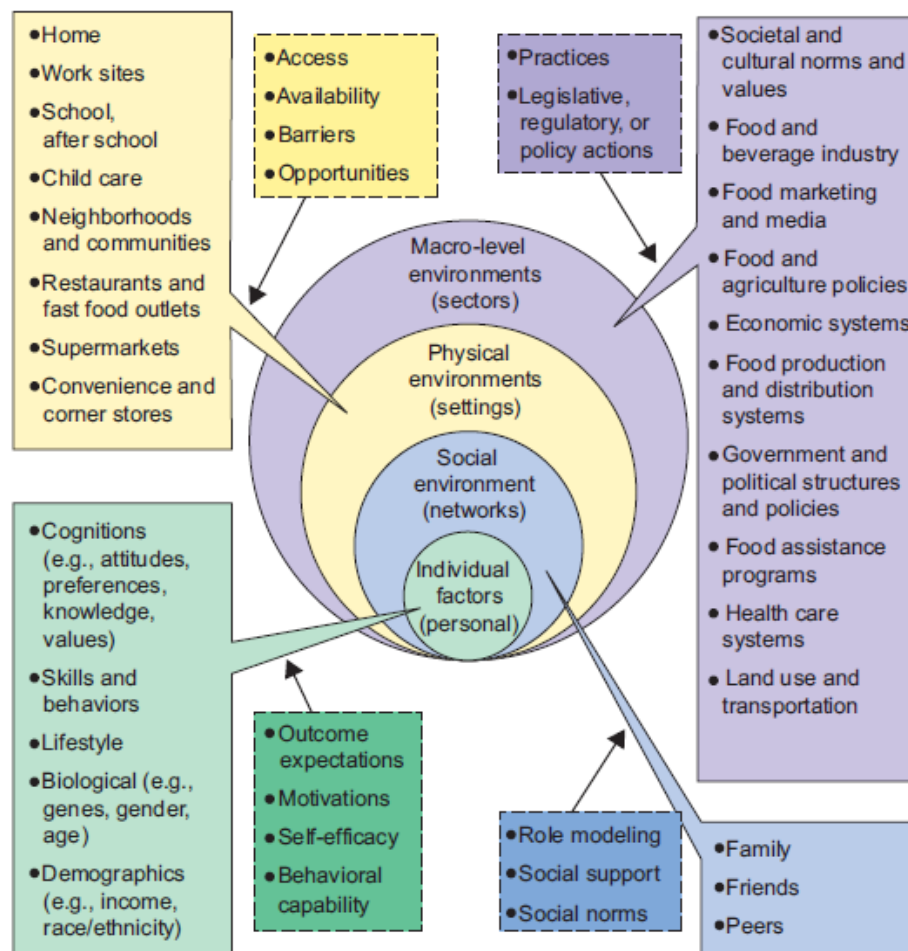 ●Home
●Work sites
●School,
after school
●Child care
●Neighborhoods
and communities
●Restaurants and
fast food outlets
●Supermarkets
●Convenience and
corner stores
●Access
●Availability
●Barriers
●Opportunities
●Practices
●Legislative,
regulatory, or
policy actions
●Societal and
cultural norms and
values
●Food and
beverage industry
●Food marketing
and media
●Food and
agriculture policies
●Economic systems
●Food production
and distribution
systems
●Government and
political structures
and policies
●Food assistance
programs
●Health care
systems
●Land use and
transportation
Macro-level
environments
(sectors)
Physical
environments
(settings)
Social
environment
(networks)
Individual
factors
(personal)
●Cognitions
(e.g., attitudes,
preferences,
knowledge,
values)
●Skills and
behaviors
●Lifestyle
●Biological (e.g.,
genes, gender,
age)
●Demographics
(e.g., income,
race/ethnicity)
●Outcome
expectations
●Motivations
●Self-efficacy
●Behavioral
capability
●Role modeling
●Social support
●Social norms
●Family
●Friends
●Peers